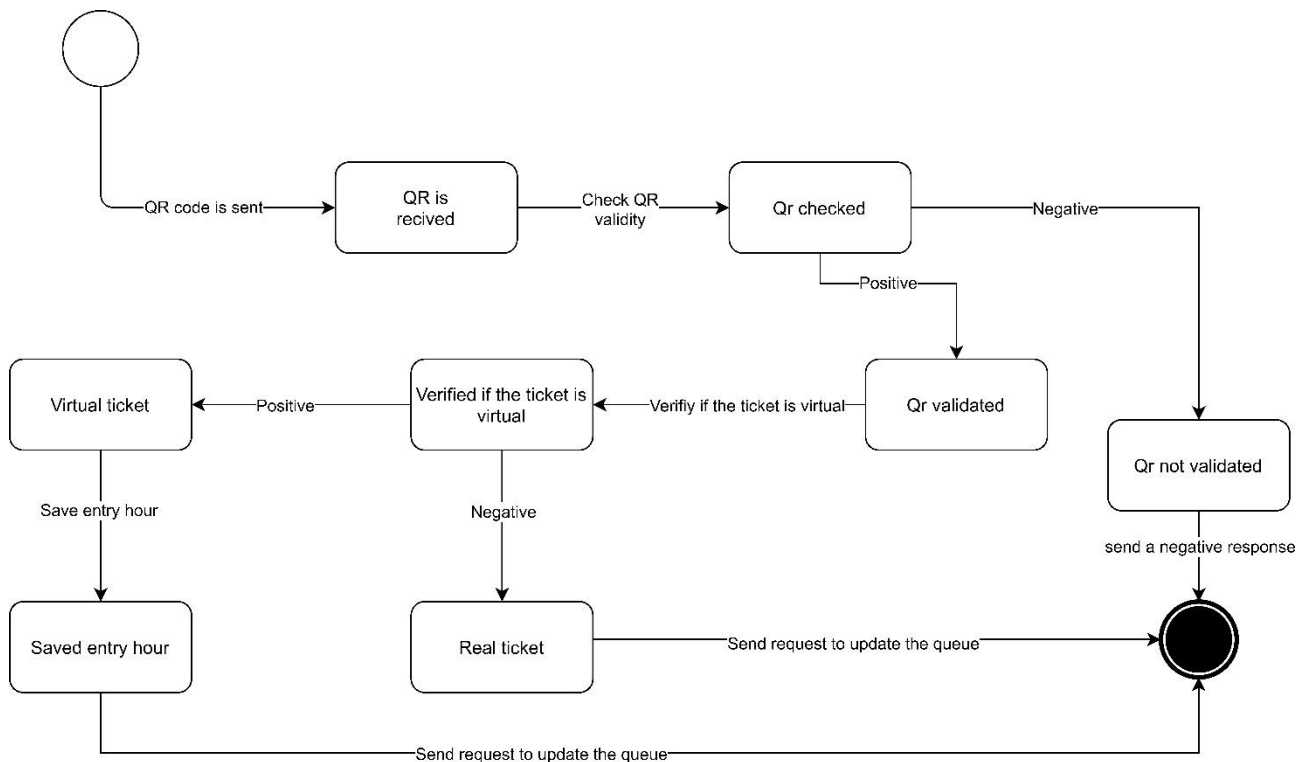 QR code is sent
QR is
recived
Check QR
validity
Qr checked
Negative
Positive
Virtual ticket
Positive
Verified if the ticket is
virtual
Verifiy if the ticket is virtual
Qr validated
Qr not validated
Save entry hour
Negative
send a negative response
Saved entry hour
Real ticket
Send request to update the queue
Send request to update the queue